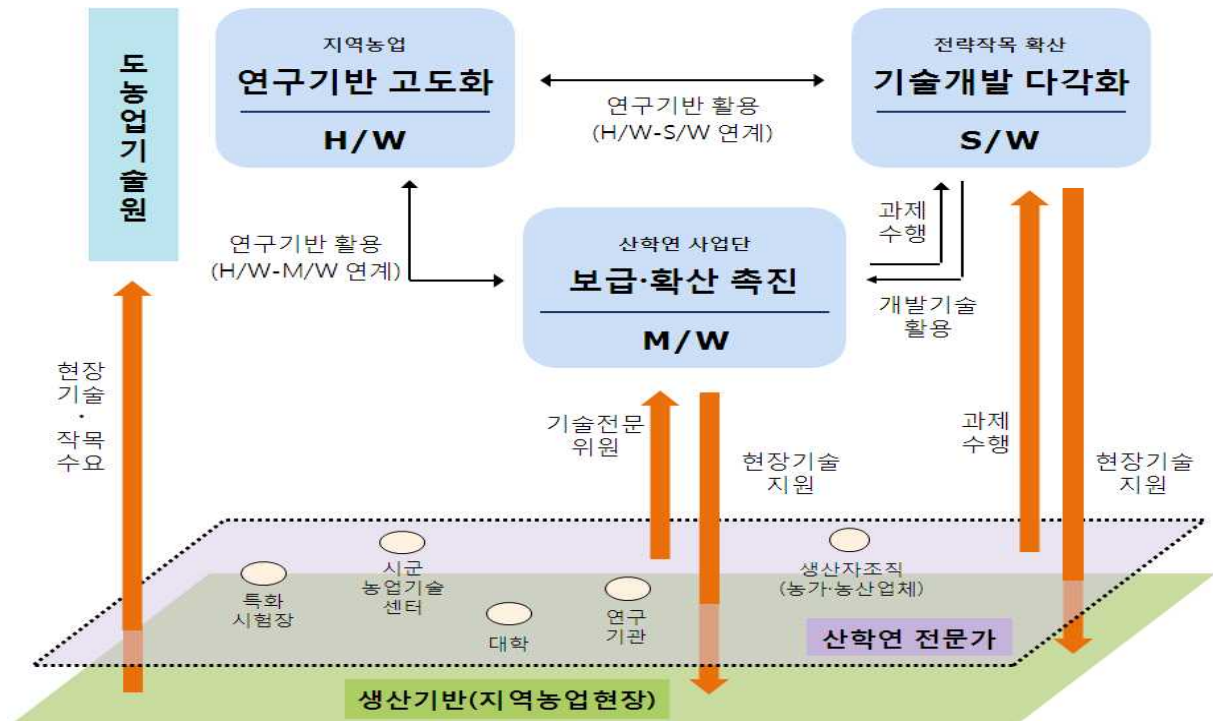 도농업기술원
지역농업
연구기반 고도화
H/W
전략작목 확산
기술개발 다각화
S/W
연구기반 활용
(H/W-S/W 연계)
연구기반 활용
(H/W-M/W 연계)
산학연 사업단
보급·확산 촉진
M/W
과제
수행
개발기술
활용
현장
기술
·
작목
수요
기술전문
위원
현장기술
지원
과제
수행
현장기술
지원
특화
시험장
시군
농업기술
센터
대학
연구
기관
생산자조직
(농가·농산업체)
산학연 전문가
생산기반(지역농업현장)